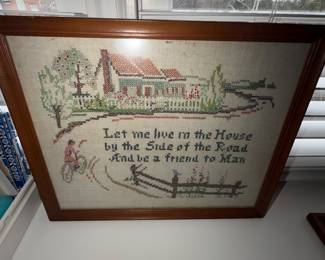 Let me live in the House
by the Side of the Road
And be a friend to Man